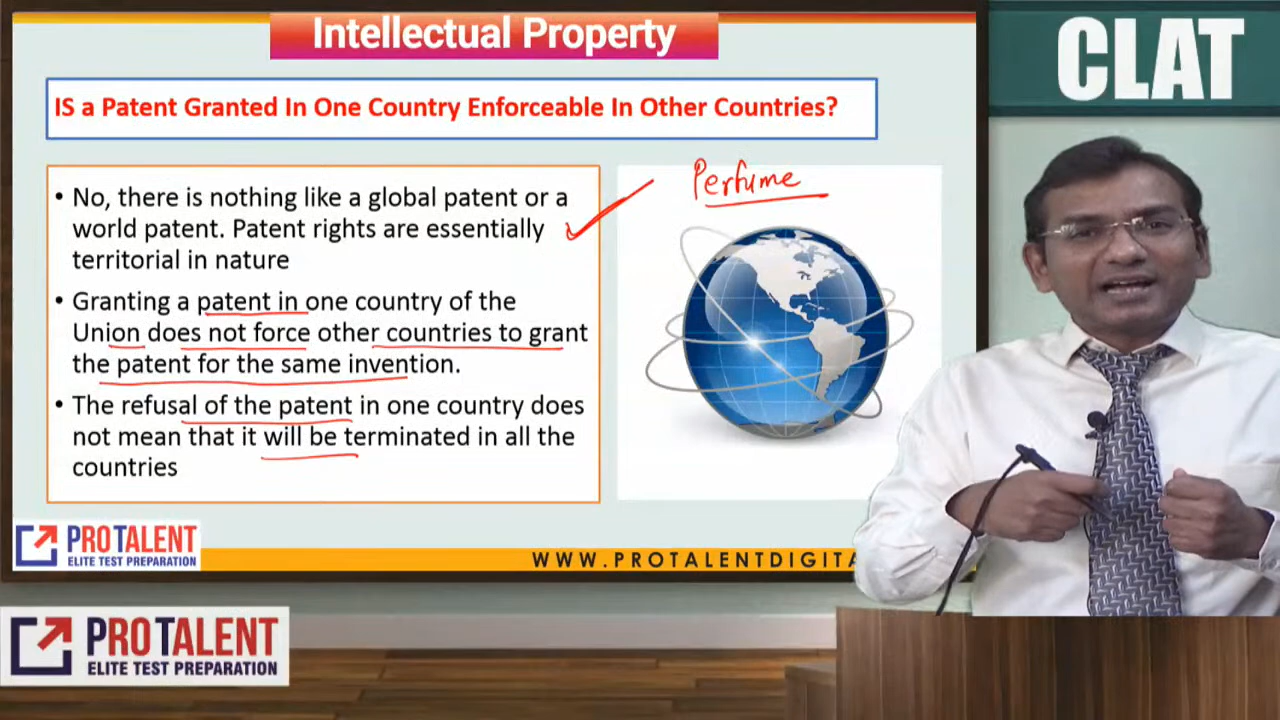 Intellectual Property
CLAT
IS a Patent Granted In One Country Enforceable In Other Countries?
Perfume
• No, there is nothing like a global patent or a
world patent. Patent rights are essentially
territorial in nature
• Granting a patent in one country of the
Union does not force other countries to grant
the patent for the same invention.
• The refusal of the patent in one country does
not mean that it will be terminated in all the
countries
PRO TALENT
ELITE TEST PREPARATION
WWW.PROTALENTDIGITA
PRO TALENT
ELITE TEST PREPARATION